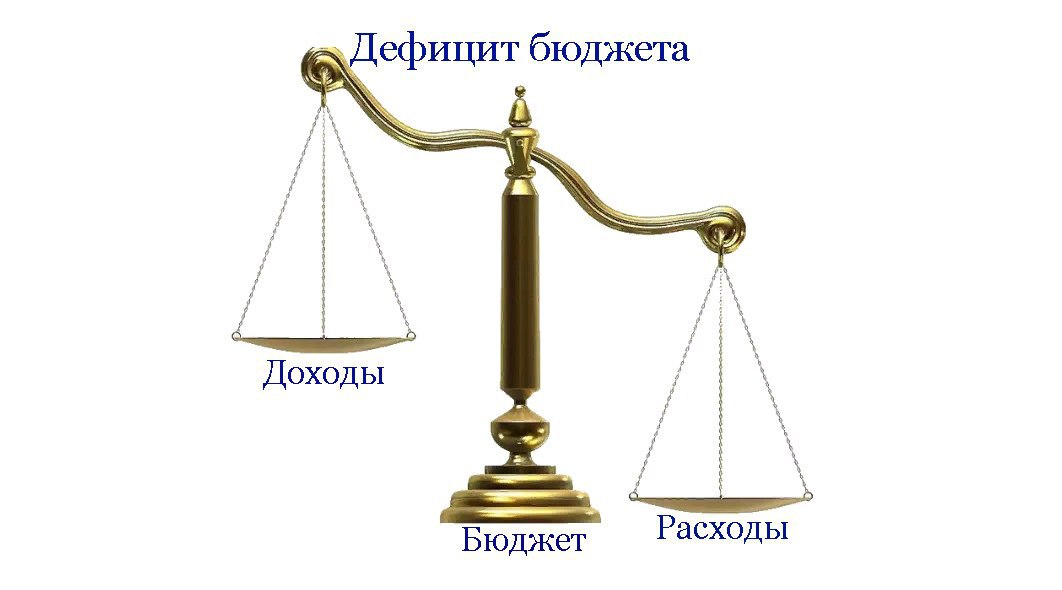 Дефицит бюджета
Доходы
Расходы
Бюджет